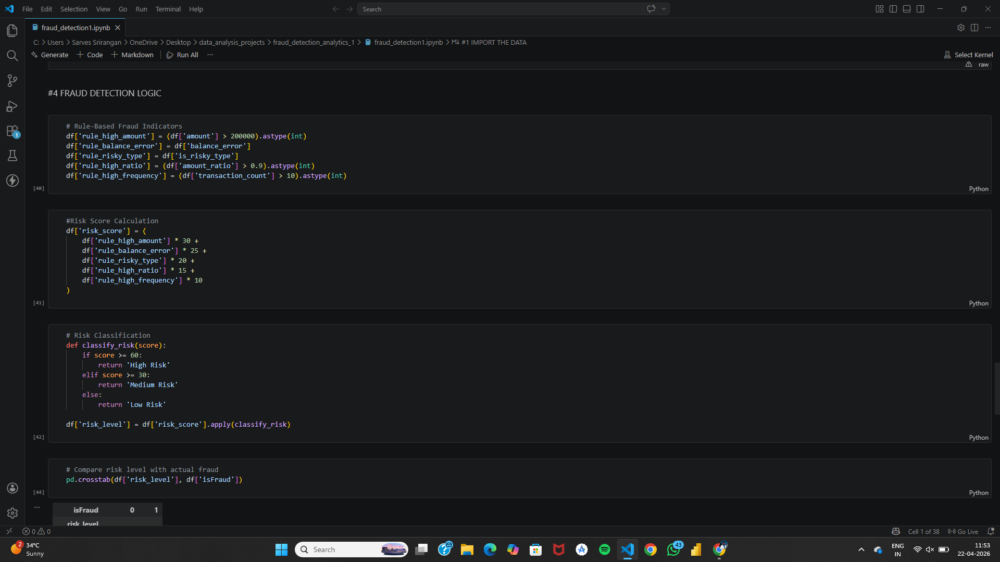 File Edit Selection View Go Run Terminal Help
Search
fraud_detection1.ipynb
C: > Users > Sarves Srirangan > OneDrive > Desktop > data_analysis_projects > fraud_detection_analytics_1 > fraud_detection1.ipynb > M↓ #1 IMPORT THE DATA
Generate + Code + Markdown Run All ...
Select Kernel
raw
#4 FRAUD DETECTION LOGIC
# Rule-Based Fraud Indicators
df['rule_high_amount'] = (df['amount'] > 200000).astype(int)
df['rule_balance_error'] = df['balance_error']
df['rule_risky_type'] = df['is_risky_type']
df['rule_high_ratio'] = (df['amount_ratio'] > 0.9).astype(int)
df['rule_high_frequency'] = (df['transaction_count'] > 10).astype(int)
[40]
Python
#Risk Score Calculation
df['risk_score'] = (
    df['rule_high_amount'] * 30 +
    df['rule_balance_error'] * 25 +
    df['rule_risky_type'] * 20 +
    df['rule_high_ratio'] * 15 +
    df['rule_high_frequency'] * 10
)
[41]
Python
# Risk Classification
def classify_risk(score):
    if score >= 60:
        return 'High Risk'
    elif score >= 30:
        return 'Medium Risk'
    else:
        return 'Low Risk'
df['risk_level'] = df['risk_score'].apply(classify_risk)
[42]
Python
# Compare risk level with actual fraud
pd.crosstab(df['risk_level'], df['isFraud'])
[44]
Python
...
isFraud 0 1
risk_level
1
0 0
Cell 1 of 38
Go Live
2
34°C
Sunny
Search
43
ENG
IN
11:53
22-04-2026